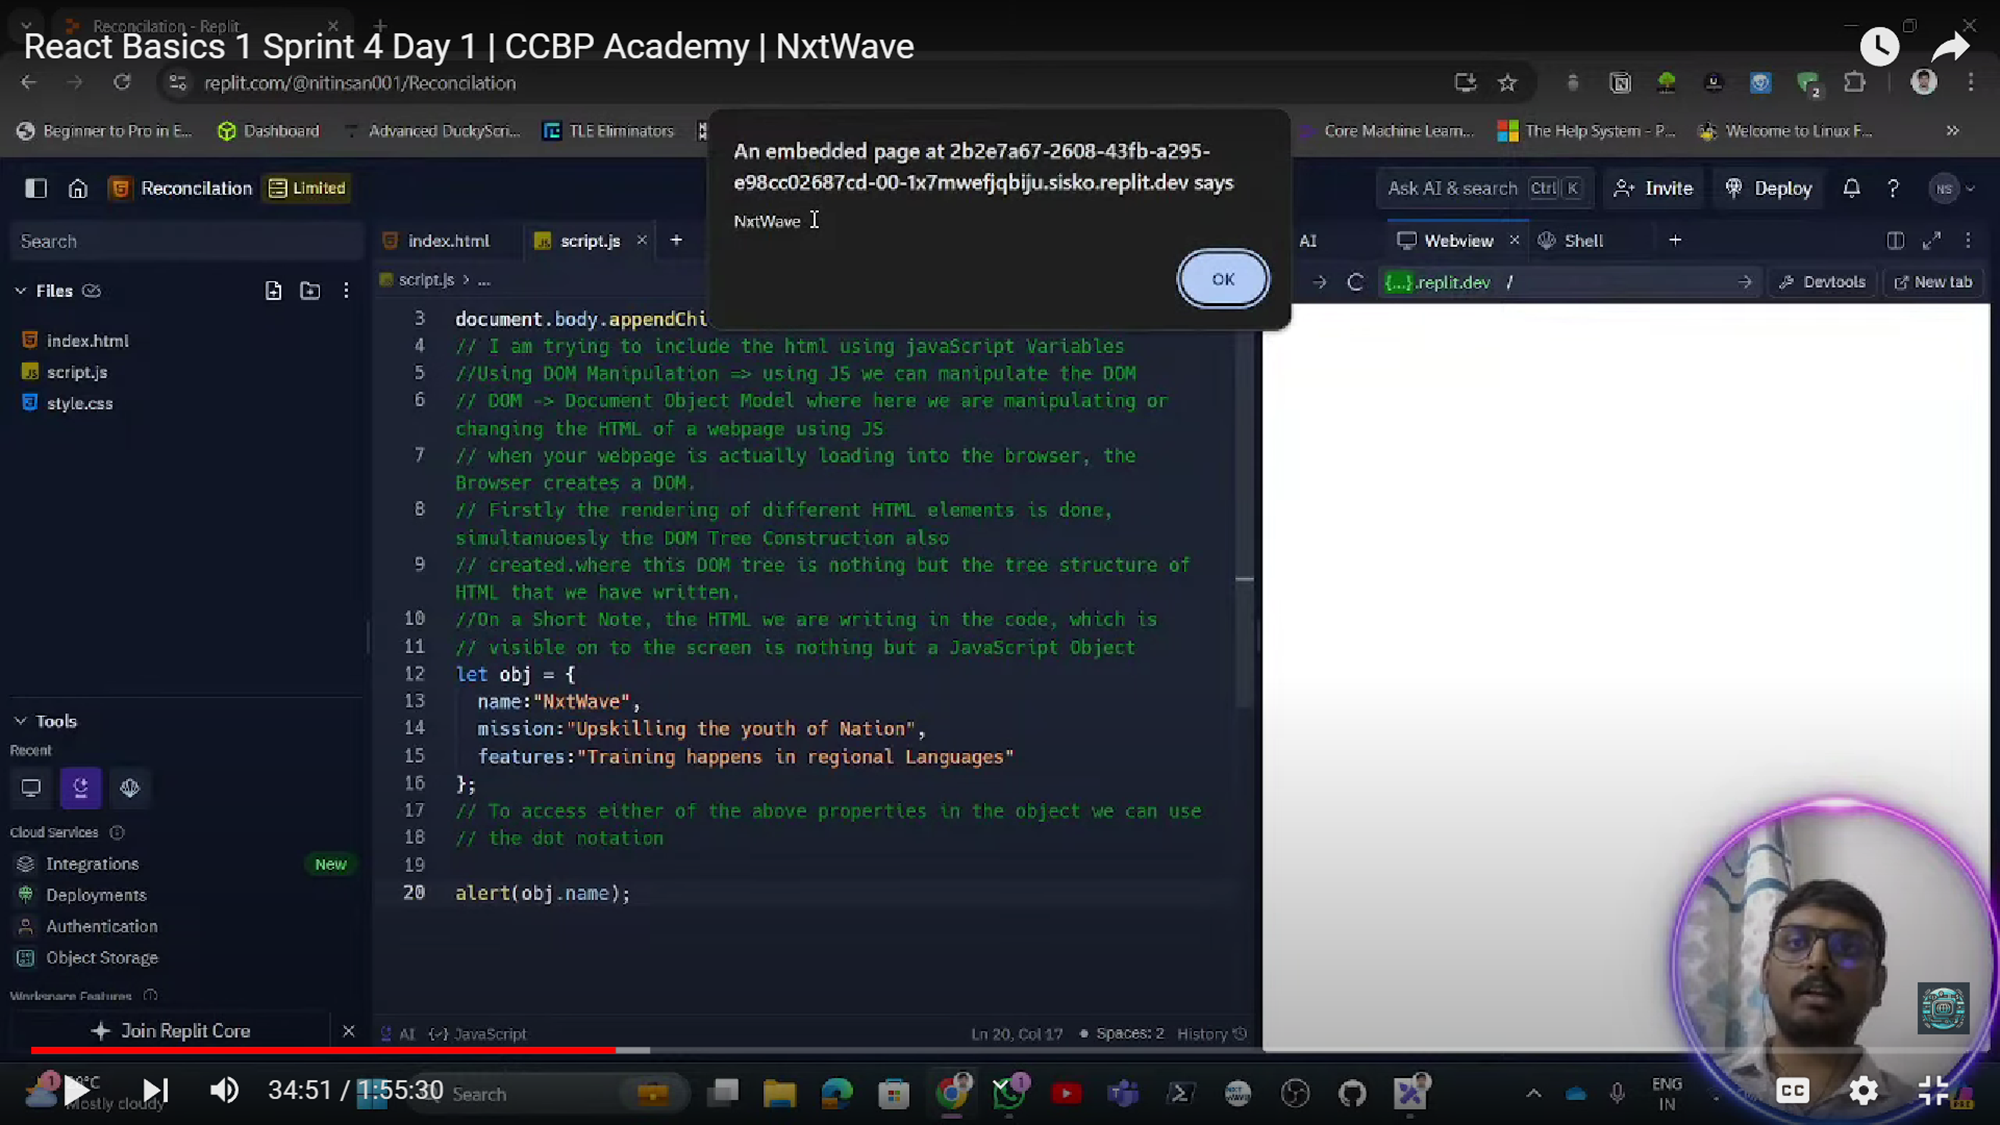 Reconcilation - Replit
React Basics 1 Sprint 4 Day 1 | CCBP Academy | NxtWave
replit.com/@nitinsan001/Reconcilation
2
Beginner to Pro in E...
Dashboard
Advanced DuckyScri...
TLE Eliminators
Core Machine Learn...
The Help System - P...
Welcome to Linux F...
An embedded page at 2b2e7a67-2608-43fb-a295-
e98cc02687cd-00-1x7mwefjqbiju.sisko.replit.dev says
NxtWave
OK
Reconcilation
Limited
Ask AI & search Ctrl K
Invite
Deploy
NS
Search
index.html
script.js
AI
Webview
Shell
Files
script.js > ...
{...}.replit.dev /
Devtools
New tab
index.html
script.js
style.css
3 document.body.appendChi
4 // I am trying to include the html using javaScript Variables
5 //Using DOM Manipulation => using JS we can manipulate the DOM
6 // DOM -> Document Object Model where here we are manipulating or
changing the HTML of a webpage using JS
7 // when your webpage is actually loading into the browser, the
Browser creates a DOM.
8 // Firstly the rendering of different HTML elements is done,
simultanuoesly the DOM Tree Construction also
9 // created.where this DOM tree is nothing but the tree structure of
HTML that we have written.
10 //On a Short Note, the HTML we are writing in the code, which is
11 // visible on to the screen is nothing but a JavaScript Object
12 let obj = {
13 name:"NxtWave",
14 mission:"Upskilling the youth of Nation",
15 features:"Training happens in regional Languages"
16 };
17 // To access either of the above properties in the object we can use
18 // the dot notation
19
20 alert(obj.name);
Tools
Recent
Cloud Services
Integrations New
Deployments
Authentication
Object Storage
Workspace Features
Join Replit Core
AI {} JavaScript
Ln 20, Col 17
Spaces: 2
History
34:51 / 1:55:30
1
Mostly cloudy
Search
1
ENG
IN
CC